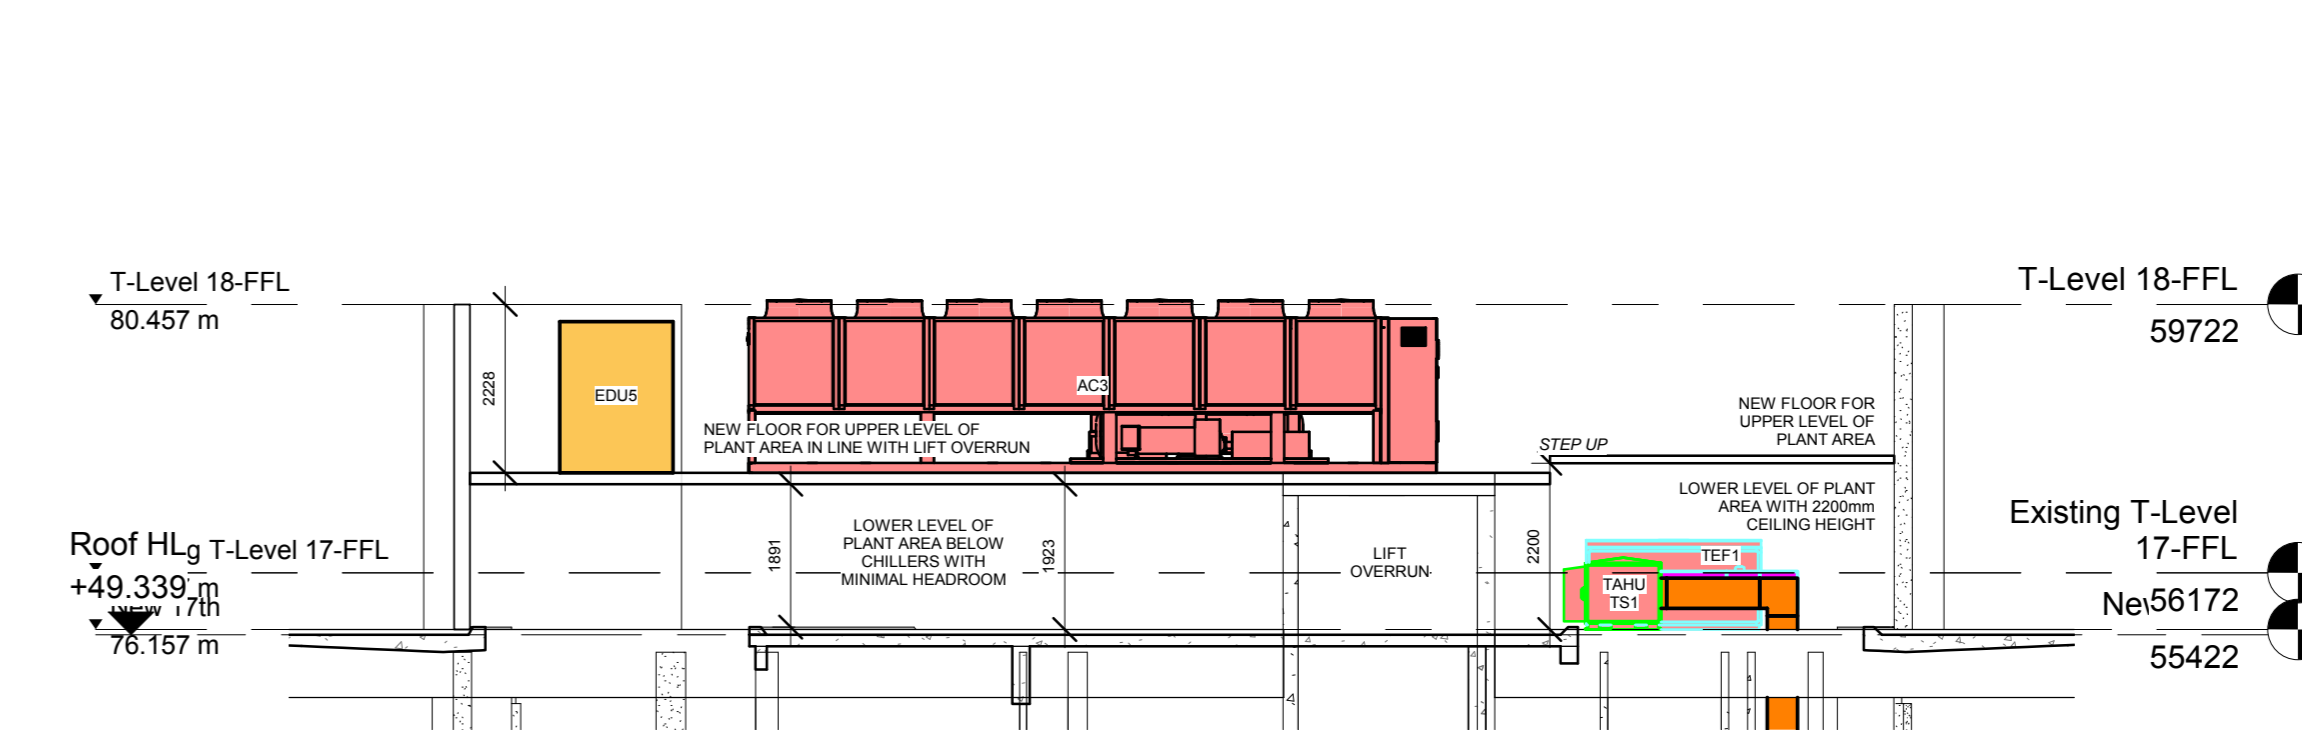 T-Level 18-FFL
80.457 m
T-Level 18-FFL
59722
2228
EDU5
AC3
NEW FLOOR FOR UPPER LEVEL OF
PLANT AREA IN LINE WITH LIFT OVERRUN
STEP UP
NEW FLOOR FOR
UPPER LEVEL OF
PLANT AREA
LOWER LEVEL OF PLANT
AREA WITH 2200mm
CEILING HEIGHT
Roof HL
g T-Level 17-FFL
+49.339 m
m
New 17th
76.157 m
1891
LOWER LEVEL OF
PLANT AREA BELOW
CHILLERS WITH
MINIMAL HEADROOM
1923
LIFT
OVERRUN
2200
TEF1
TAHU
TS1
Existing T-Level
17-FFL
New
56172
55422